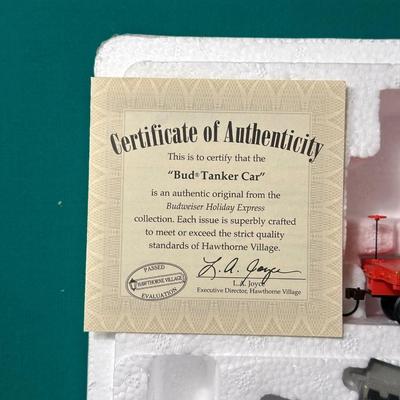 Certificate of Authenticity
This is to certify that the
"Bud® Tanker Car"
is an authentic original from the
Budweiser Holiday Express
collection. Each issue is superbly crafted
to meet or exceed the strict quality
standards of Hawthorne Village.
L. A. Joyce
L.A. Joyce
Executive Director, Hawthorne Village
PASSED
HAWTHORNE VILLAGE
EVALUATION